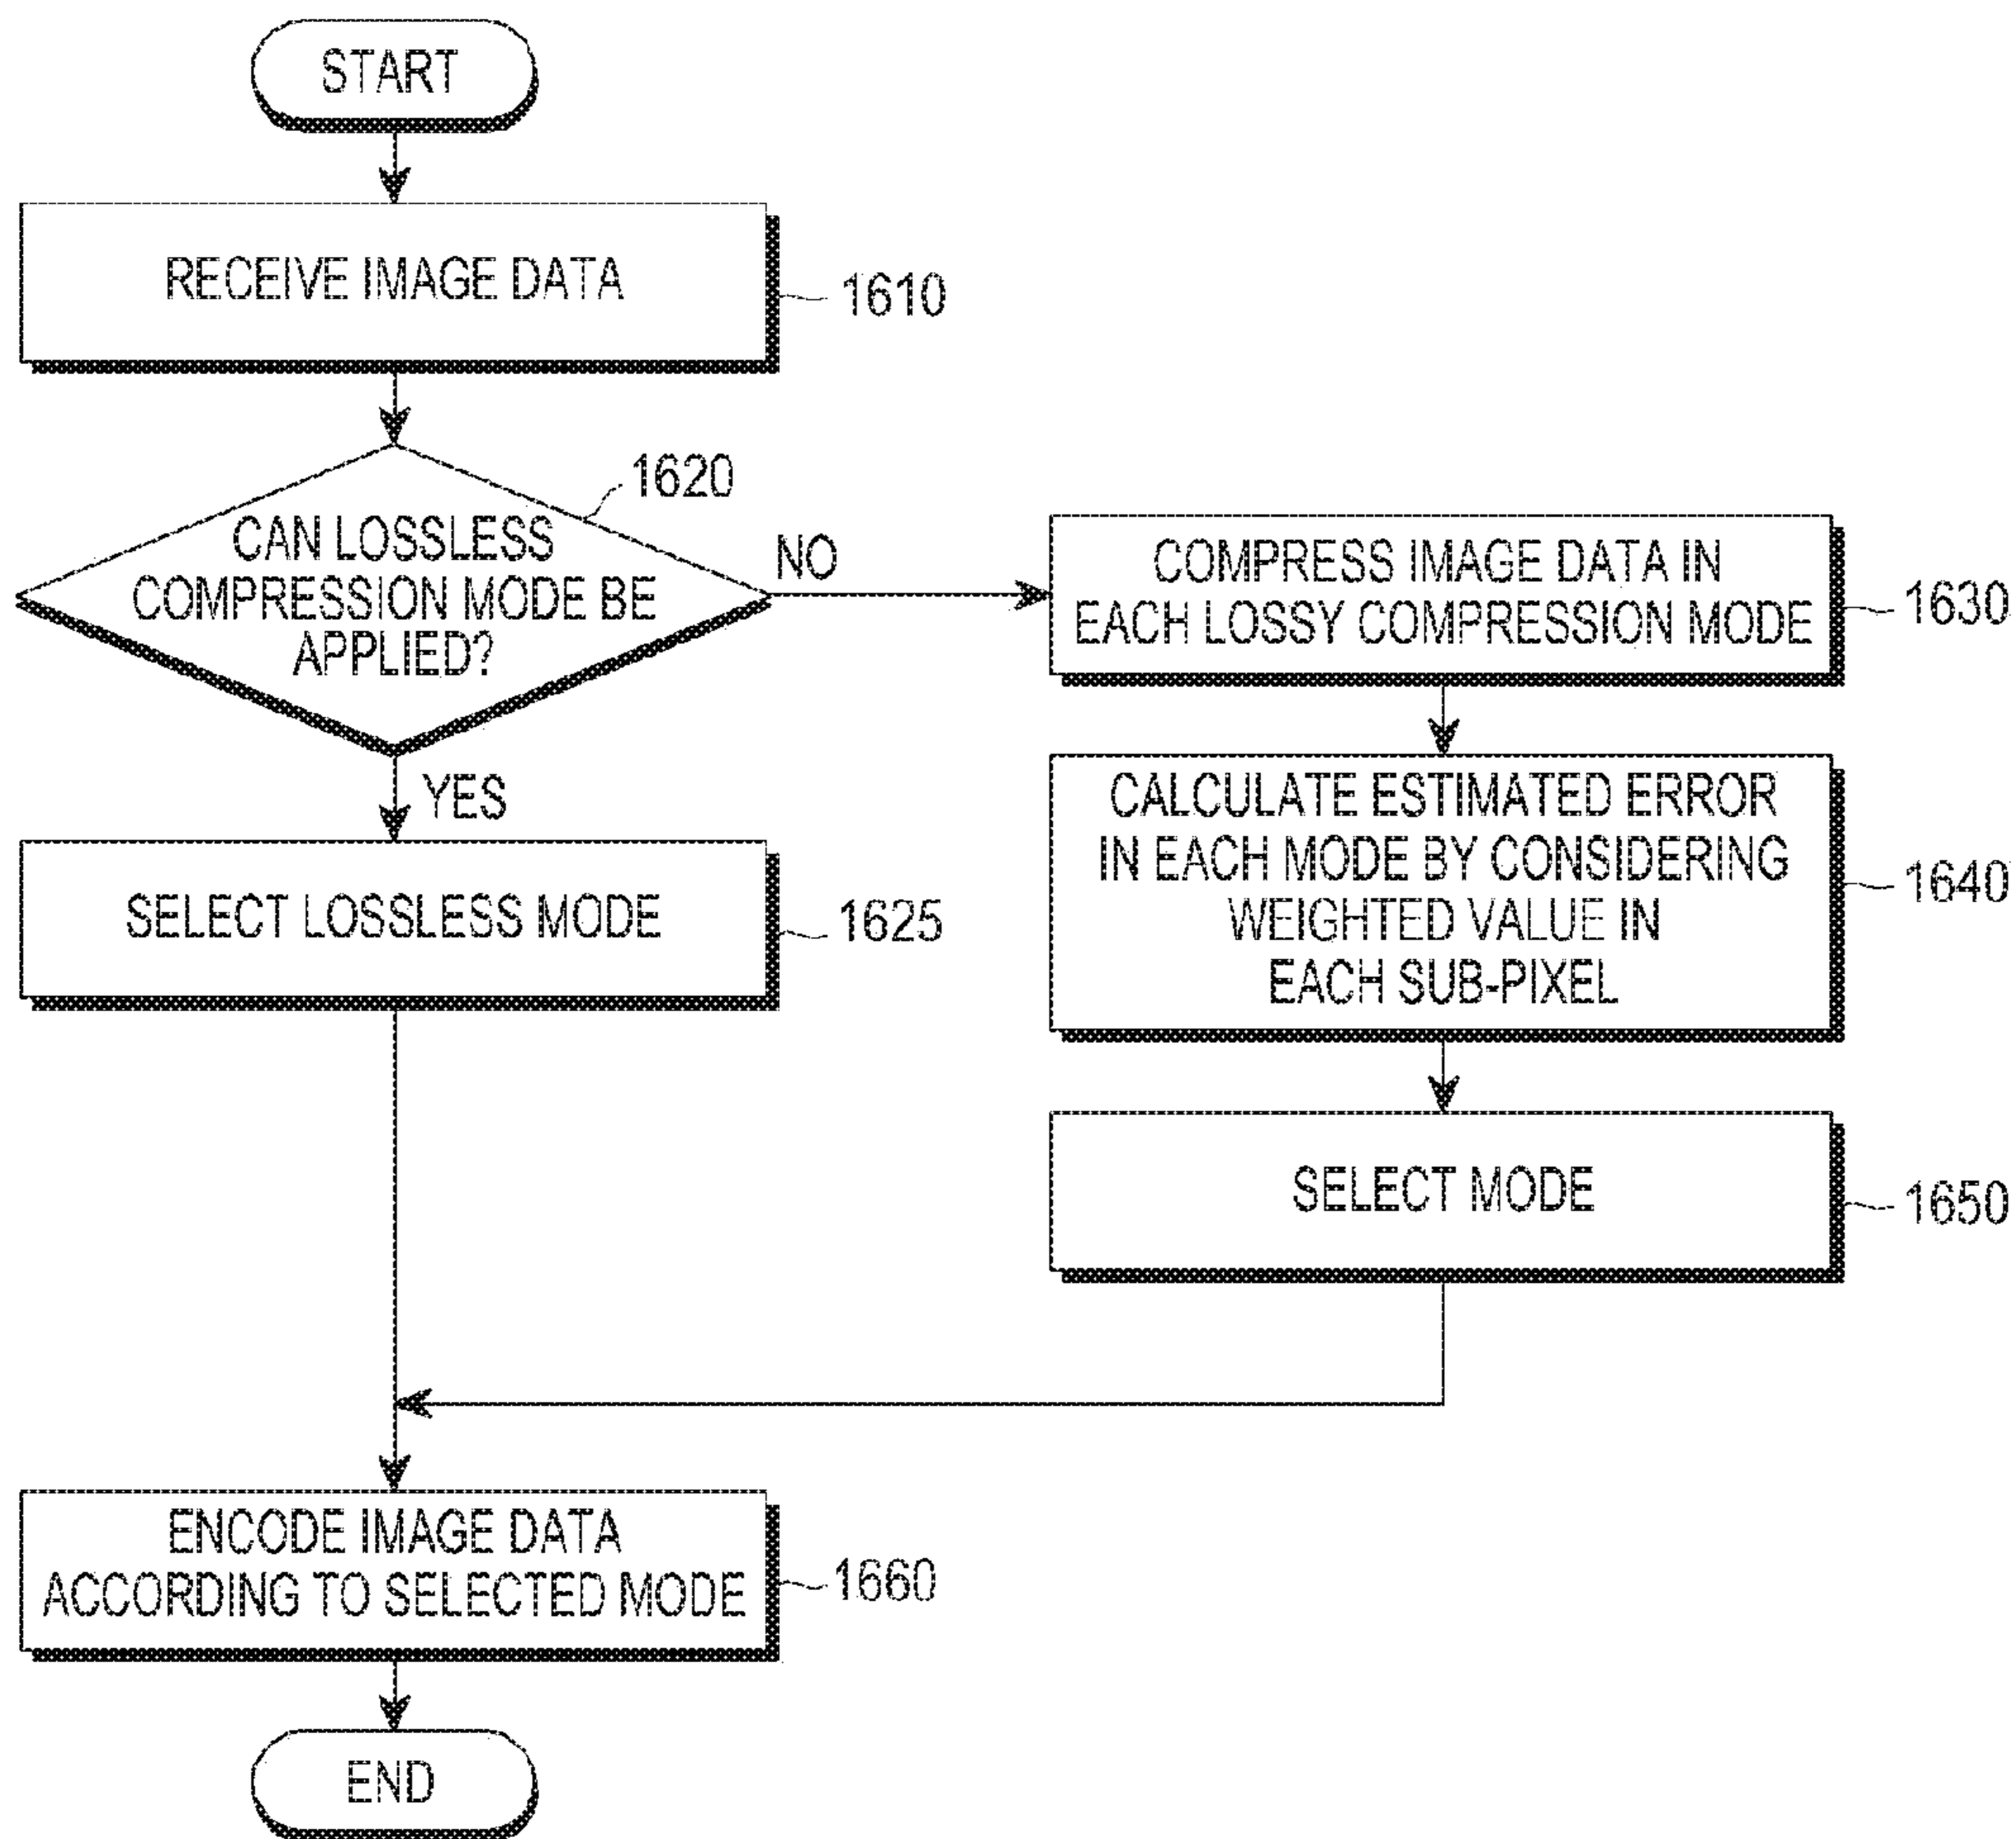 START
RECEIVE IMAGE DATA
1610
1620
CAN LOSSLESS
COMPRESSION MODE BE
APPLIED?
NO
YES
SELECT LOSSLESS MODE
1625
COMPRESS IMAGE DATA IN
EACH LOSSY COMPRESSION MODE
1630
CALCULATE ESTIMATED ERROR
IN EACH MODE BY CONSIDERING
WEIGHTED VALUE IN
EACH SUB-PIXEL
1640
SELECT MODE
1650
ENCODE IMAGE DATA
ACCORDING TO SELECTED MODE
1660
END